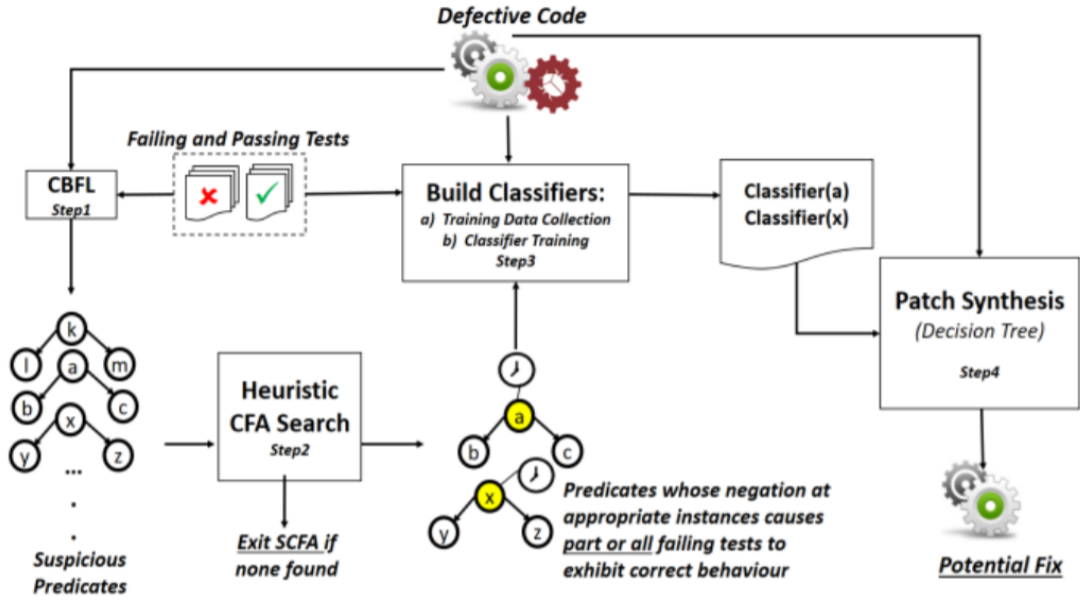 Defective Code
Failing and Passing Tests
CBFL
Step1
Build Classifiers:
a) Training Data Collection
b) Classifier Training
Step3
Classifier(a)
Classifier(x)
Patch Synthesis
(Decision Tree)
Step4
k
l
m
a
b
c
x
y
z
...
.
.
Suspicious
Predicates
Heuristic
CFA Search
Step2
Exit SCFA if
none found
a
b
c
x
y
z
Predicates whose negation at
appropriate instances causes
part or all failing tests to
exhibit correct behaviour
Potential Fix